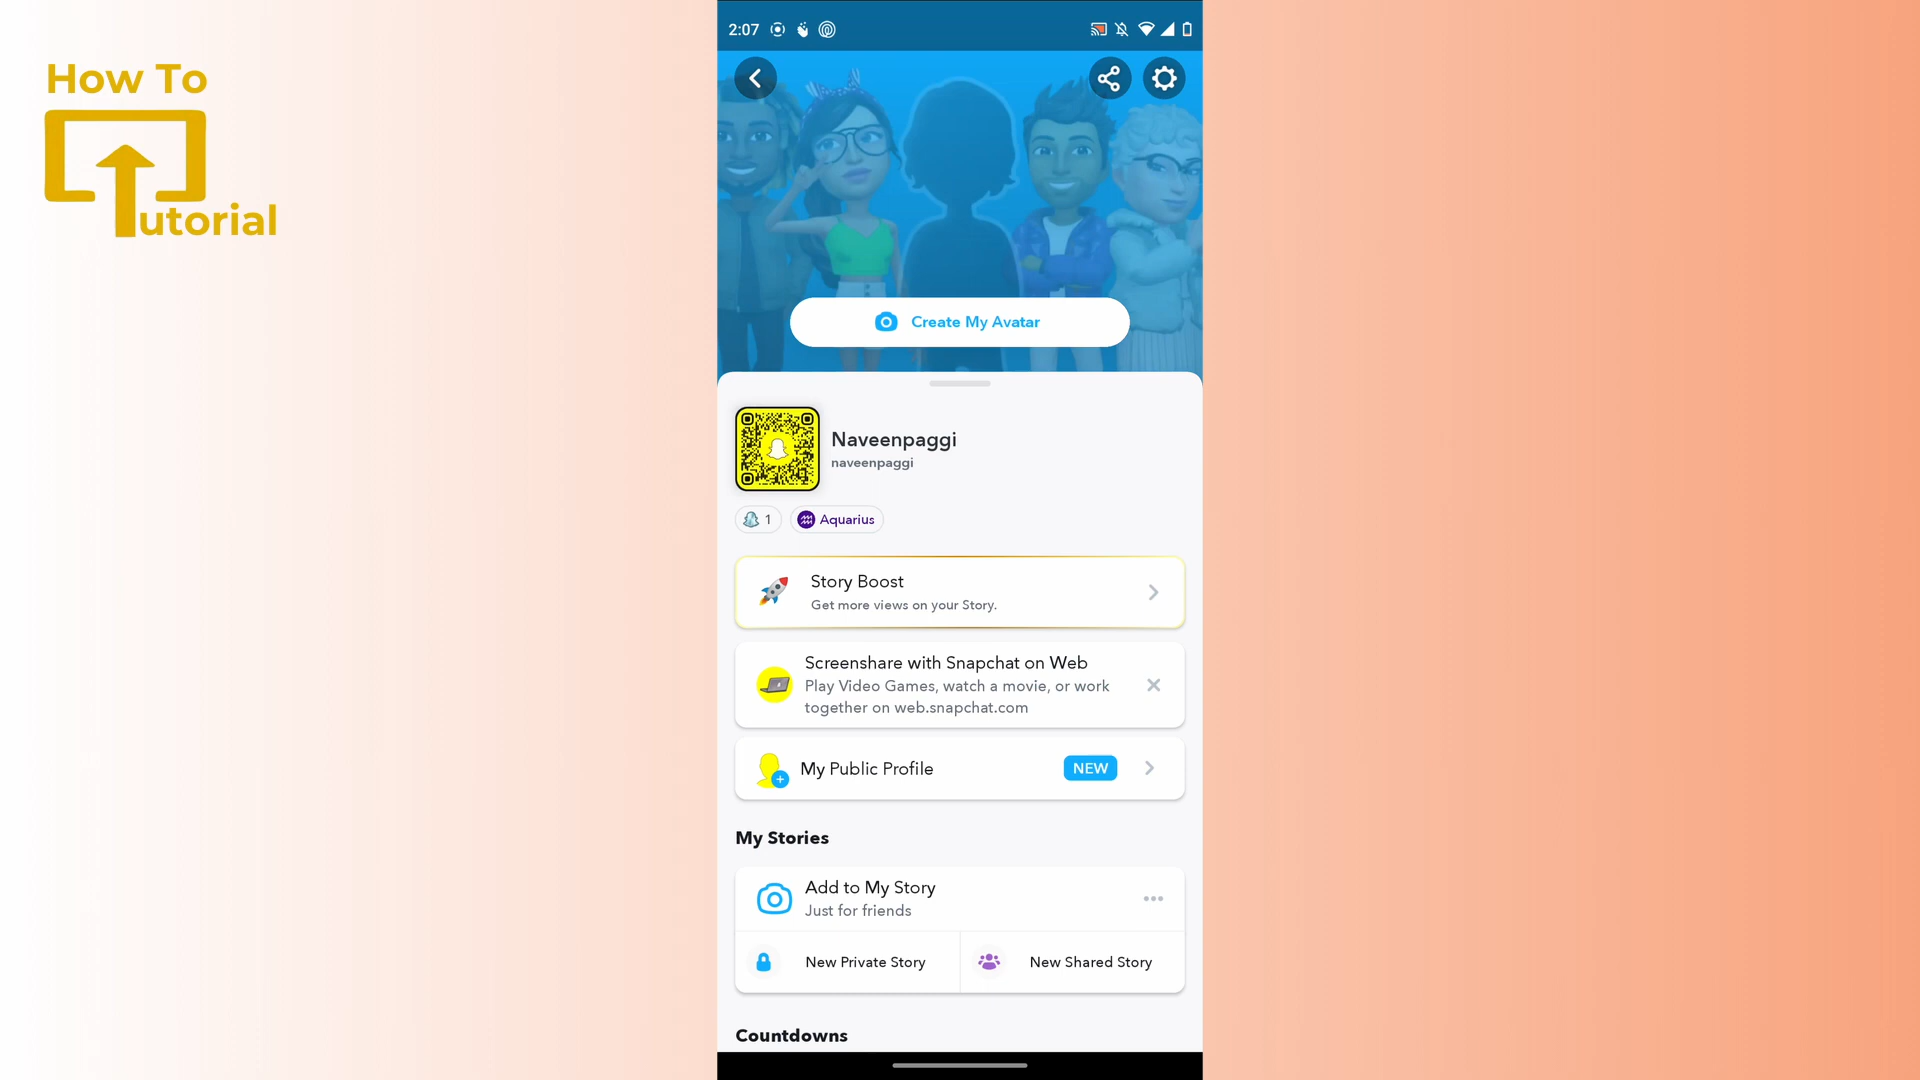 How To
utorial
2:07
Create My Avatar
Naveenpaggi
naveenpaggi
1
Aquarius
Story Boost
Get more views on your Story.
Screenshare with Snapchat on Web
Play Video Games, watch a movie, or work
together on web.snapchat.com
My Public Profile
NEW
My Stories
Add to My Story
Just for friends
New Private Story
New Shared Story
Countdowns